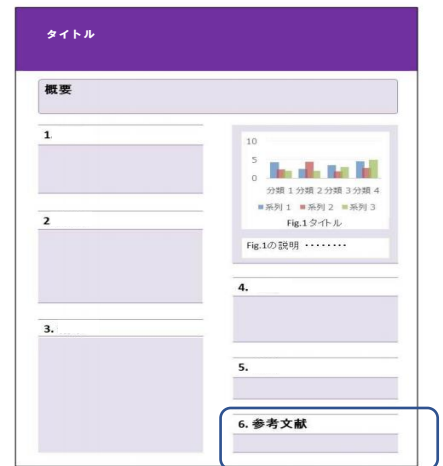 タイトル
概要
1.
2
3.
10
5
0
分類 1 分類 2 分類 3 分類 4
系列 1 系列 2 系列 3
Fig.1 タイトル
Fig.1の説明 ・・・・・・・・
4.
5.
6. 参考文献